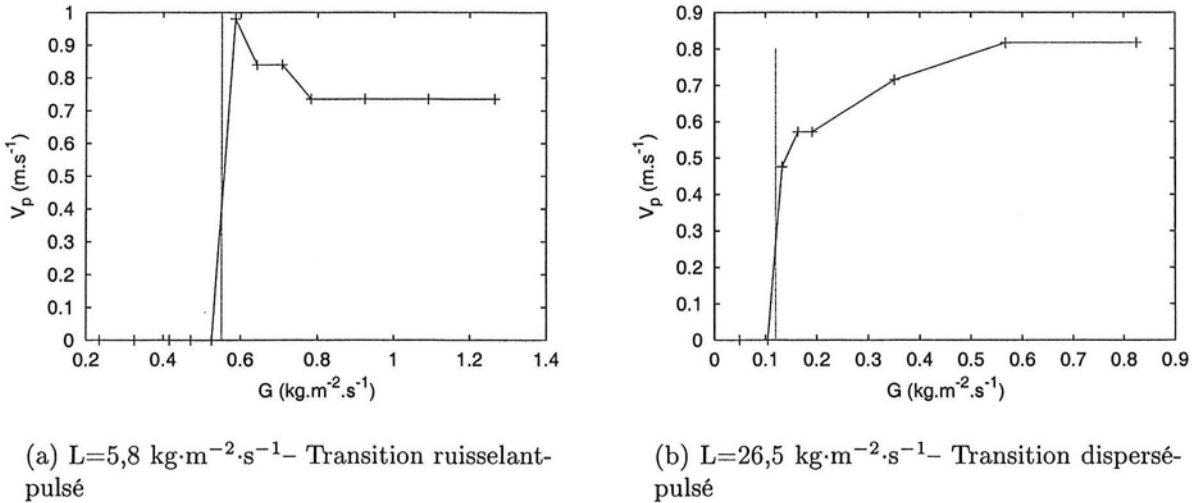 1
0.9
0.8
0.7
0.6
0.5
0.4
0.3
0.2
0.1
0
V_p (m.s^-1)
0.2 0.4 0.6 0.8 1 1.2 1.4
G (kg.m^-2.s^-1)
0.9
0.8
0.7
0.6
0.5
0.4
0.3
0.2
0.1
0
V_p (m.s^-1)
0 0.1 0.2 0.3 0.4 0.5 0.6 0.7 0.8 0.9
G (kg.m^-2.s^-1)
(a) L=5,8 kg·m^−2·s^−1– Transition ruisselant-
pulsé
(b) L=26,5 kg·m^−2·s^−1– Transition dispersé-
pulsé